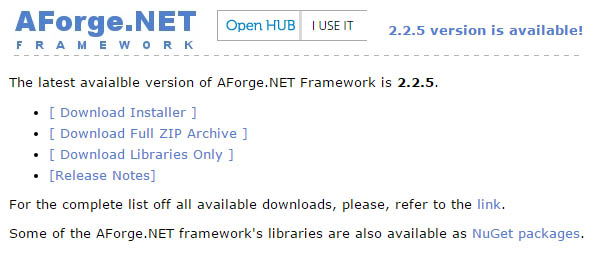 AForge.NET
FRAMEWORK
Open HUB I USE IT
2.2.5 version is available!
The latest avaialble version of AForge.NET Framework is 2.2.5.
[ Download Installer ]
[ Download Full ZIP Archive ]
[ Download Libraries Only ]
[Release Notes]
For the complete list off all available downloads, please, refer to the link.
Some of the AForge.NET framework's libraries are also available as NuGet packages.